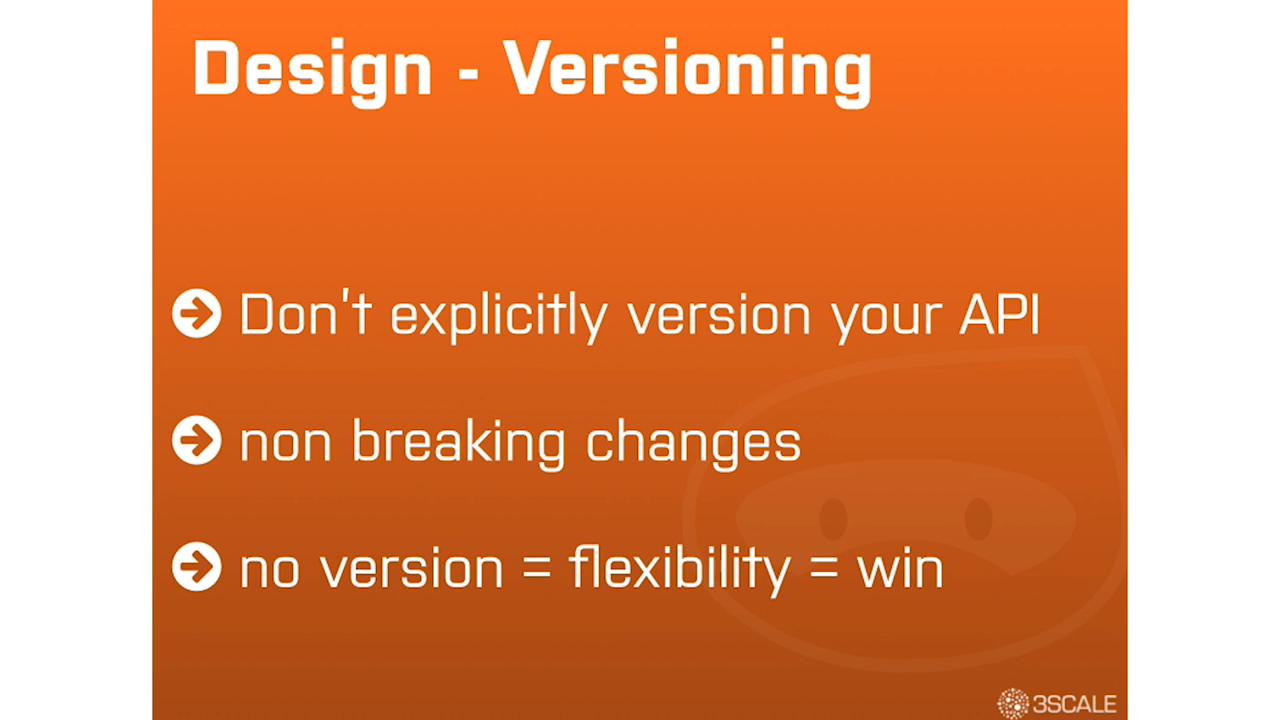 Design - Versioning
Don't explicitly version your API
non breaking changes
no version = flexibility = win
3SCALE